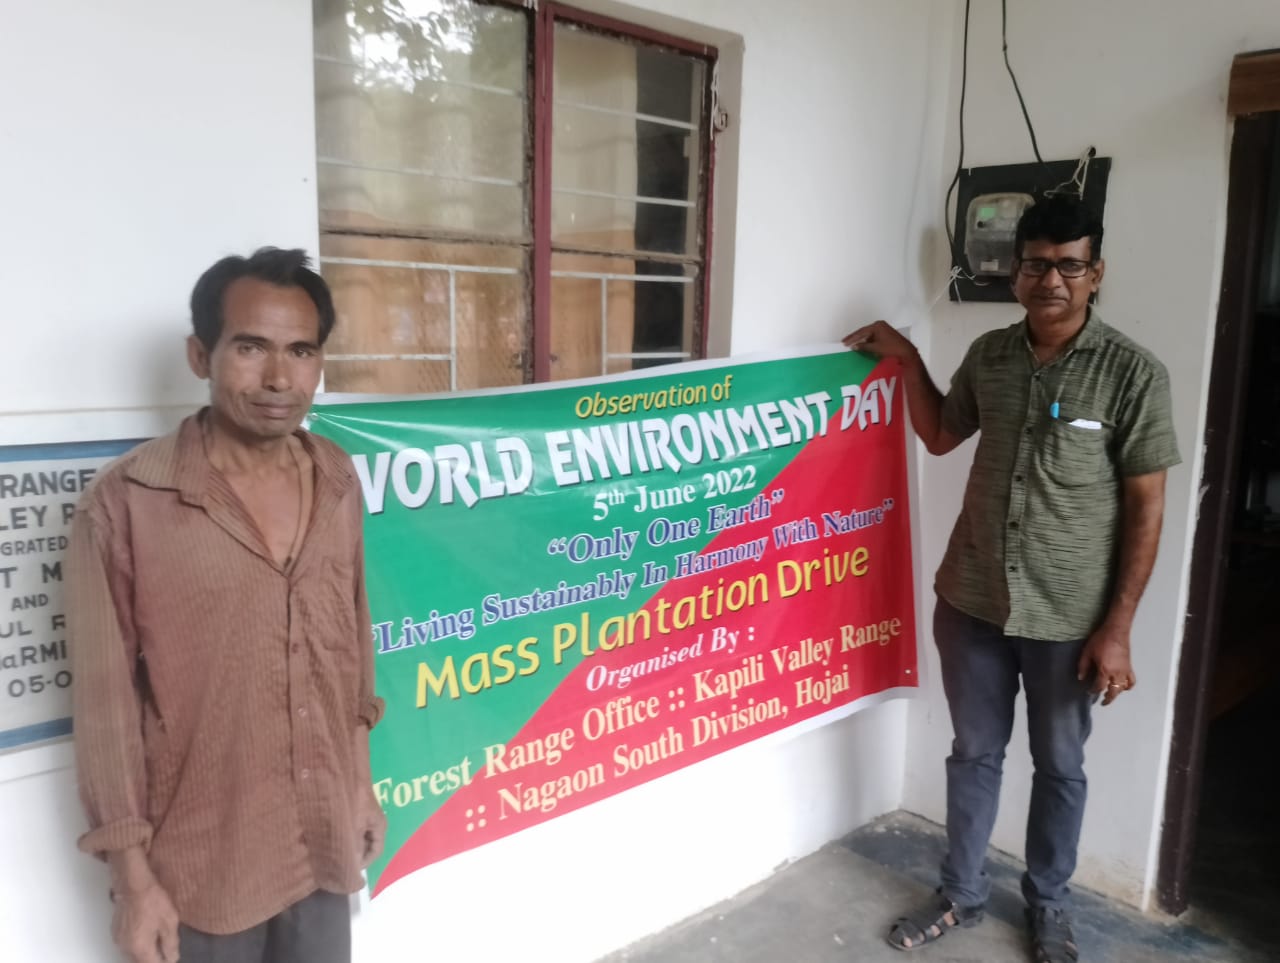 Observation of
WORLD ENVIRONMENT DAY
5th June 2022
"Only One Earth"
"Living Sustainably In Harmony With Nature"
Mass Plantation Drive
Organised By :
Forest Range Office :: Kapili Valley Range
:: Nagaon South Division, Hojai
RANGE
LEY
GRATED
T M
AND
UL R
RMI
05-0